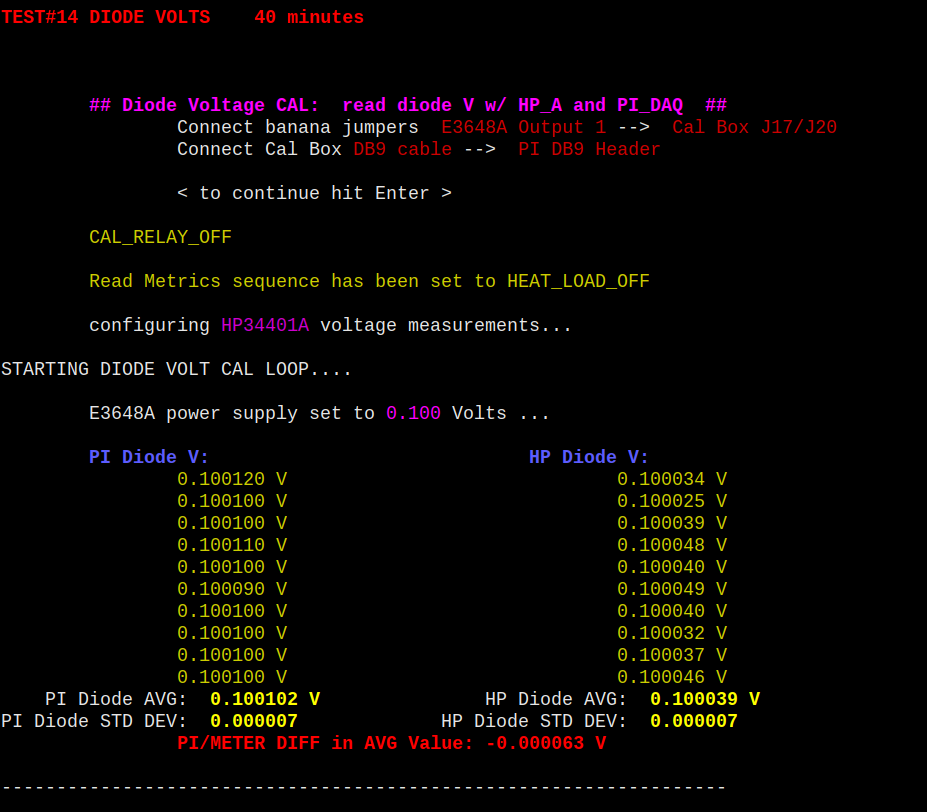 TEST#14 DIODE VOLTS    40 minutes
## Diode Voltage CAL:  read diode V w/ HP_A and PI_DAQ  ##
Connect banana jumpers  E3648A Output 1 -->  Cal Box J17/J20
Connect Cal Box DB9 cable -->  PI DB9 Header
< to continue hit Enter >
CAL_RELAY_OFF
Read Metrics sequence has been set to HEAT_LOAD_OFF
configuring HP34401A voltage measurements...
STARTING DIODE VOLT CAL LOOP....
E3648A power supply set to 0.100 Volts ...
PI Diode V:    HP Diode V:
0.100120 V    0.100034 V
0.100100 V    0.100025 V
0.100100 V    0.100039 V
0.100110 V    0.100048 V
0.100100 V    0.100040 V
0.100090 V    0.100049 V
0.100100 V    0.100040 V
0.100100 V    0.100032 V
0.100100 V    0.100037 V
0.100100 V    0.100046 V
PI Diode AVG:  0.100102 V    HP Diode AVG:  0.100039 V
PI Diode STD DEV:  0.000007    HP Diode STD DEV:  0.000007
PI/METER DIFF in AVG Value: -0.000063 V
------------------------------------------------------------------